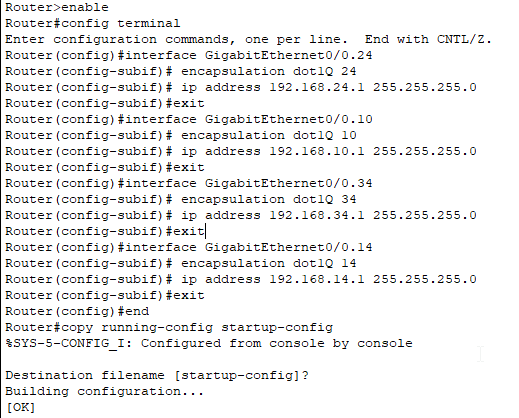 Router>enable
Router#config terminal
Enter configuration commands, one per line.  End with CNTL/Z.
Router(config)#interface GigabitEthernet0/0.24
Router(config-subif)# encapsulation dot1Q 24
Router(config-subif)# ip address 192.168.24.1 255.255.255.0
Router(config-subif)#exit
Router(config)#interface GigabitEthernet0/0.10
Router(config-subif)# encapsulation dot1Q 10
Router(config-subif)# ip address 192.168.10.1 255.255.255.0
Router(config-subif)#exit
Router(config)#interface GigabitEthernet0/0.34
Router(config-subif)# encapsulation dot1Q 34
Router(config-subif)# ip address 192.168.34.1 255.255.255.0
Router(config-subif)#exit
Router(config)#interface GigabitEthernet0/0.14
Router(config-subif)# encapsulation dot1Q 14
Router(config-subif)# ip address 192.168.14.1 255.255.255.0
Router(config-subif)#exit
Router(config)#end
Router#copy running-config startup-config
%SYS-5-CONFIG_I: Configured from console by console
Destination filename [startup-config]?
Building configuration...
[OK]